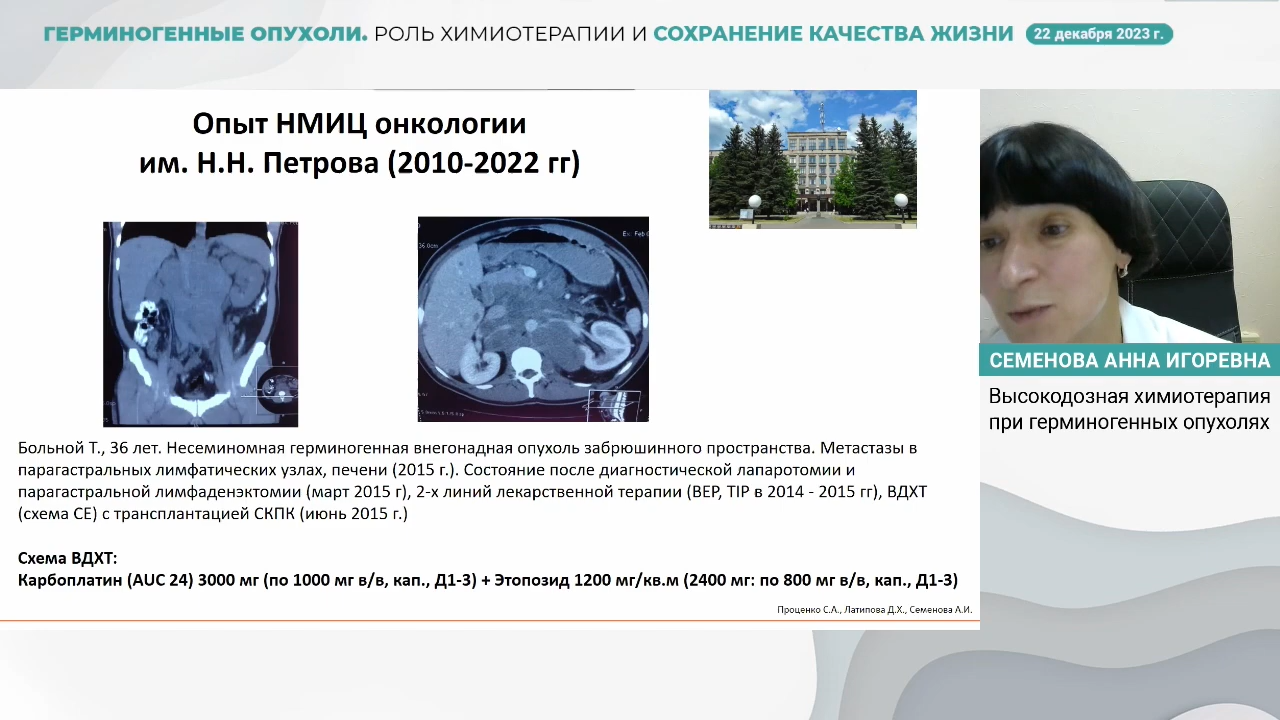 ГЕРМИНОГЕННЫЕ ОПУХОЛИ. РОЛЬ ХИМИОТЕРАПИИ И СОХРАНЕНИЕ КАЧЕСТВА ЖИЗНИ 22 декабря 2023 г.
Опыт НМИЦ онкологии
им. Н.Н. Петрова (2010-2022 гг)
Больной Т., 36 лет. Несеминомная герминогенная внегонадная опухоль забрюшинного пространства. Метастазы в
парагастральных лимфатических узлах, печени (2015 г.). Состояние после диагностической лапаротомии и
парагастральной лимфаденэктомии (март 2015 г), 2-х линий лекарственной терапии (BEP, TIP в 2014 - 2015 гг), ВДХТ
(схема CE) с трансплантацией СКПК (июнь 2015 г.)
Схема ВДХТ:
Карбоплатин (AUC 24) 3000 мг (по 1000 мг в/в, кап., Д1-3) + Этопозид 1200 мг/кв.м (2400 мг: по 800 мг в/в, кап., Д1-3)
Проценко С.А., Латипова Д.Х., Семенова А.И.
СЕМЕНОВА АННА ИГОРЕВНА
Высокодозная химиотерапия
при герминогенных опухолях